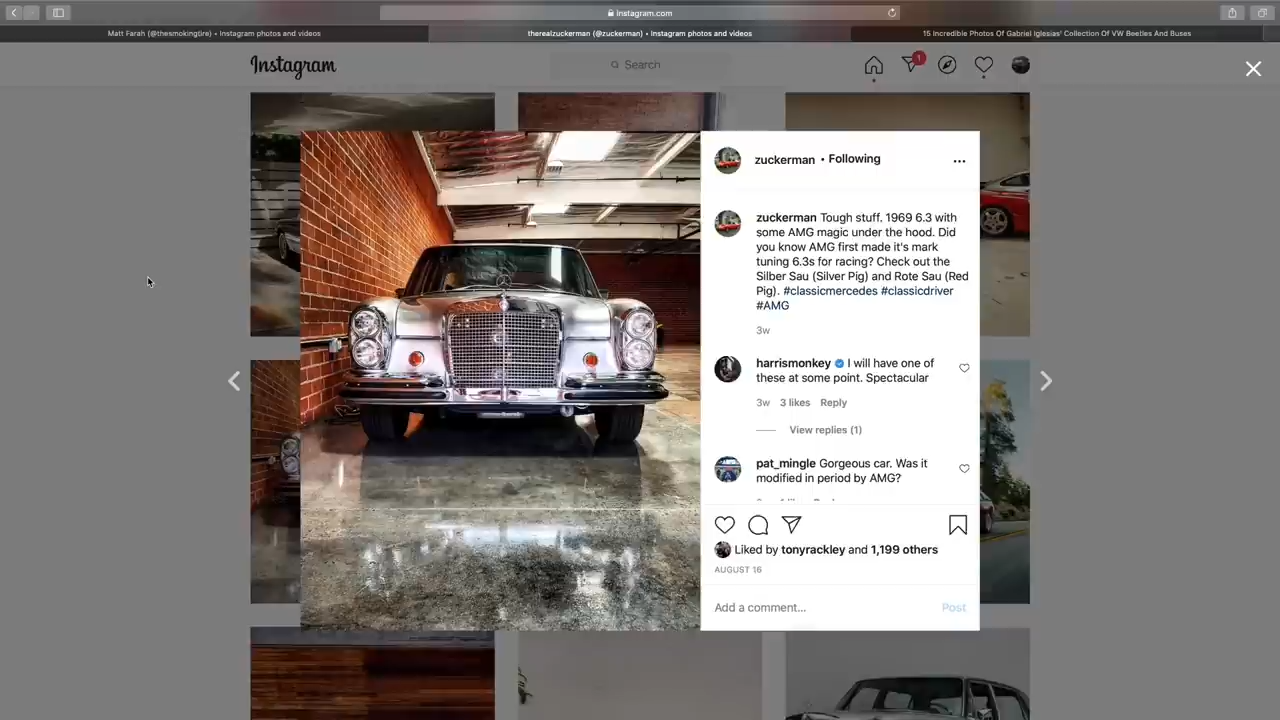 instagram.com
Matt Farah (@thesmokingtire) • Instagram photos and videos
therealzuckerman (@zuckerman) • Instagram photos and videos
15 Incredible Photos Of Gabriel Iglesias' Collection Of VW Beetles And Buses
Instagram
Search
1
zuckerman • Following
zuckerman Tough stuff. 1969 6.3 with
some AMG magic under the hood. Did
you know AMG first made it's mark
tuning 6.3s for racing? Check out the
Silber Sau (Silver Pig) and Rote Sau (Red
Pig). #classicmercedes #classicdriver
#AMG
3w
harrismonkey I will have one of
these at some point. Spectacular
3w 3 likes Reply
View replies (1)
pat_mingle Gorgeous car. Was it
modified in period by AMG?
Liked by tonyrackley and 1,199 others
AUGUST 16
Add a comment...
Post